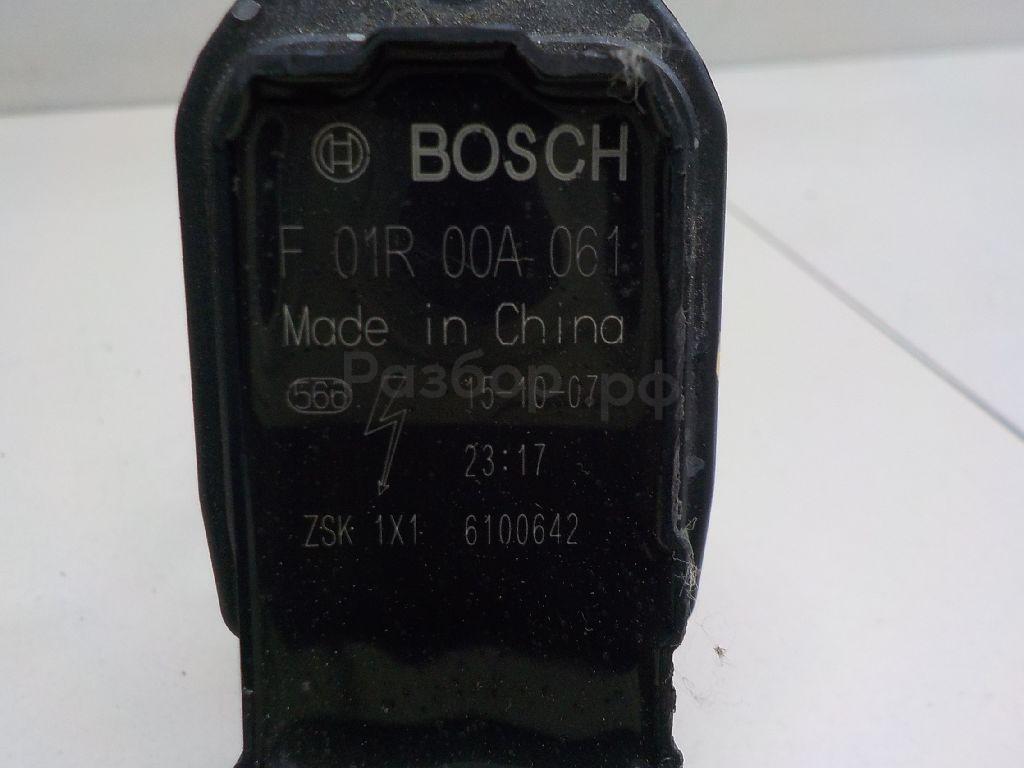 BOSCH
F 01R 00A 061
Made in China
566 15-10-07
Разбор.рф
23:17
ZSK 1X1 6100642